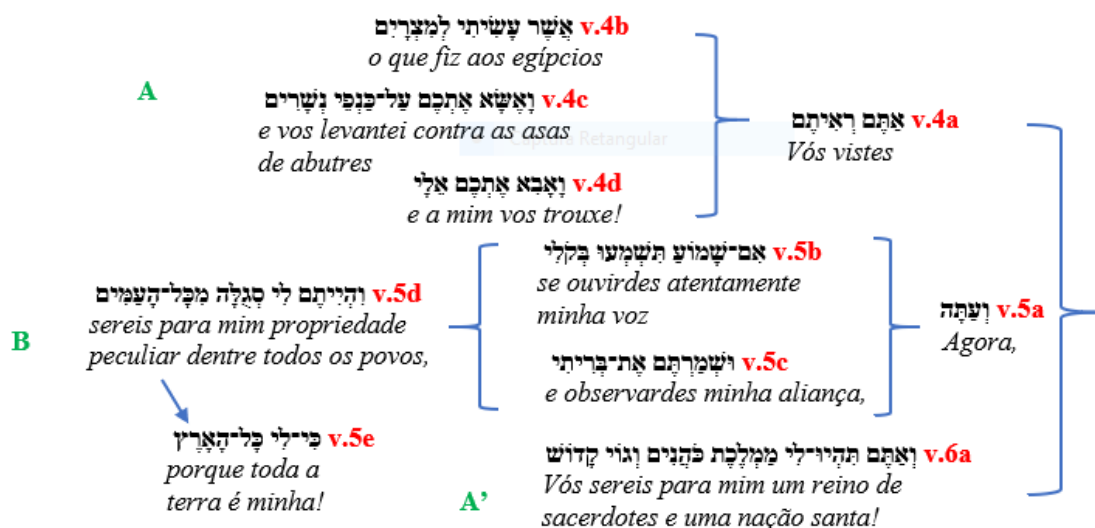 אֲשֶׁר עָשִׂיתִי לְמִצְרָיִם v.4b
o que fiz aos egípcios
A
וָאֶשָּׂא אֶתְכֶם עַל־כַּנְפֵי נְשָׁרִים v.4c
e vos levantei contra as asas
de abutres
אַתֶּם רְאִיתֶם v.4a
Vós vistes
Captura Retangular
וָאָבִא אֶתְכֶם אֵלָי v.4d
e a mim vos trouxe!
אִם־שָׁמוֹעַ תִּשְׁמְעוּ בְּקֹלִי v.5b
se ouvirdes atentamente
minha voz
B
וִהְיִיתֶם לִי סְגֻלָּה מִכָּל־הָעַמִּים v.5d
sereis para mim propriedade
peculiar dentre todos os povos,
וְעַתָּה v.5a
Agora,
וּשְׁמַרְתֶּם אֶת־בְּרִיתִי v.5c
e observardes minha aliança,
כִּי־לִי כָּל־הָאָרֶץ v.5e
porque toda a
terra é minha!
A’
וְאַתֶּם תִּהְיוּ־לִי מַמְלֶכֶת כֹּהֲנִים וְגוֹי קָדוֹשׁ v.6a
Vós sereis para mim um reino de
sacerdotes e uma nação santa!